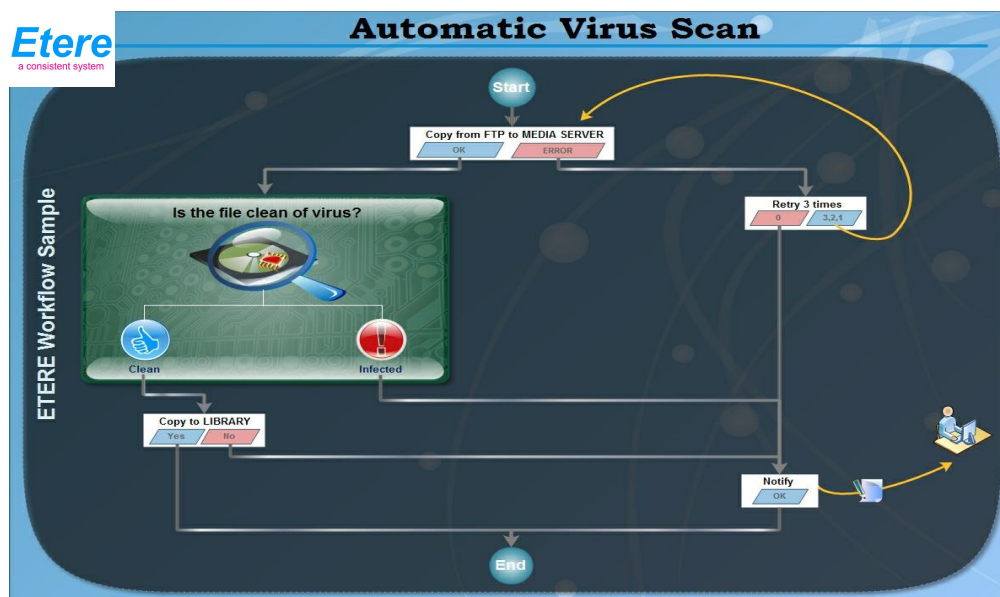 Automatic Virus Scan
Etere
a consistent system
ETERE Workflow Sample
Start
Copy from FTP to MEDIA SERVER
OK
ERROR
Is the file clean of virus?
Retry 3 times
0
3,2,1
Clean
Infected
Copy to LIBRARY
Yes
No
Notify
OK
End